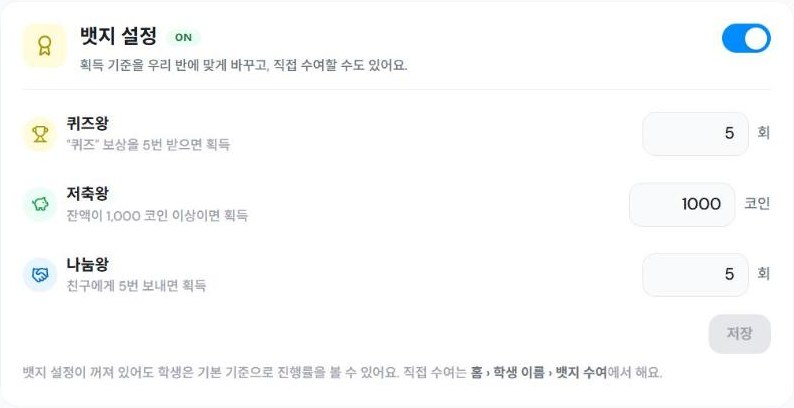 뱃지 설정 ON
획득 기준을 우리 반에 맞게 바꾸고, 직접 수여할 수도 있어요.
퀴즈왕
"퀴즈" 보상을 5번 받으면 획득
5 회
저축왕
잔액이 1,000 코인 이상이면 획득
1000 코인
나눔왕
친구에게 5번 보내면 획득
5 회
저장
뱃지 설정이 꺼져 있어도 학생은 기본 기준으로 진행률을 볼 수 있어요. 직접 수여는 홈 › 학생 이름 › 뱃지 수여에서 해요.